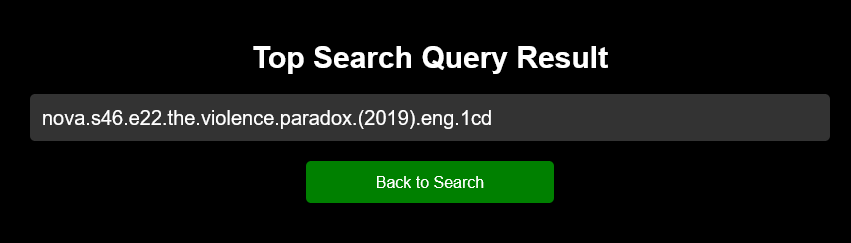 Top Search Query Result
nova.s46.e22.the.violence.paradox.(2019).eng.1cd
Back to Search